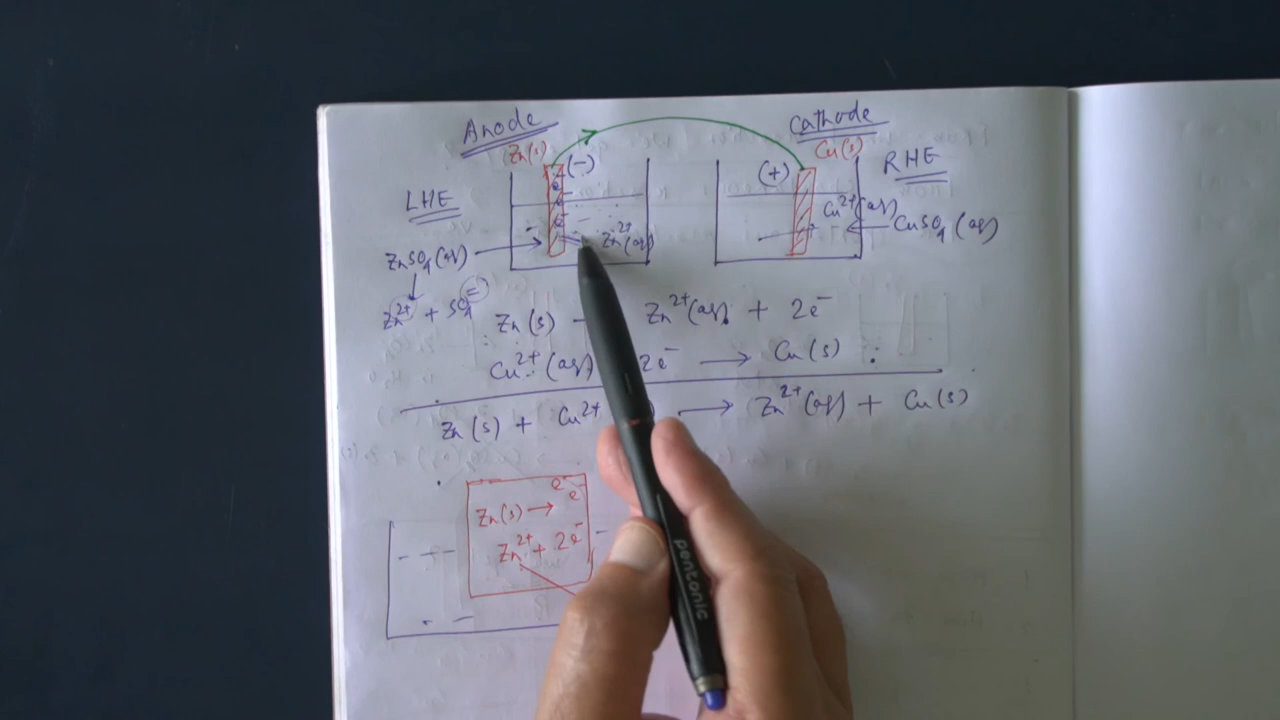 Anode
Cathode
Zn(s) (-)
Cu(s)
(+)
RHE
LHE
Cu²⁺(aq)
CuSO₄(aq)
Zn²⁺(aq)
ZnSO₄(aq)
Zn²⁺ + SO₄⁼
Zn(s) Zn²⁺(aq) + 2e⁻
Cu²⁺(aq) 2e⁻ → Cu(s)
Zn(s) + Cu²⁺ → Zn²⁺(aq) + Cu(s)
e⁻
e
Zn(s) →
Zn²⁺ + 2e⁻
pentonic